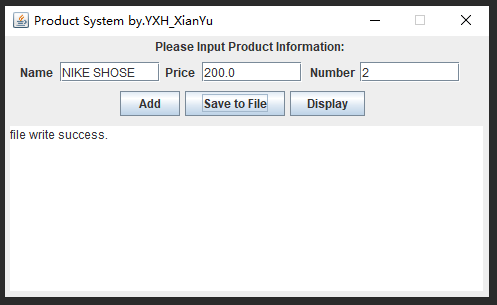 Product System by.YXH_XianYu
Please Input Product Information:
Name NIKE SHOSE Price 200.0 Number 2
Add Save to File Display
file write success.